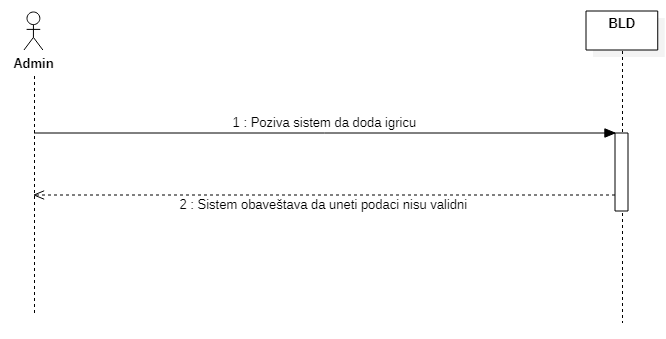 BLD
Admin
1 : Poziva sistem da doda igricu
2 : Sistem obaveštava da uneti podaci nisu validni